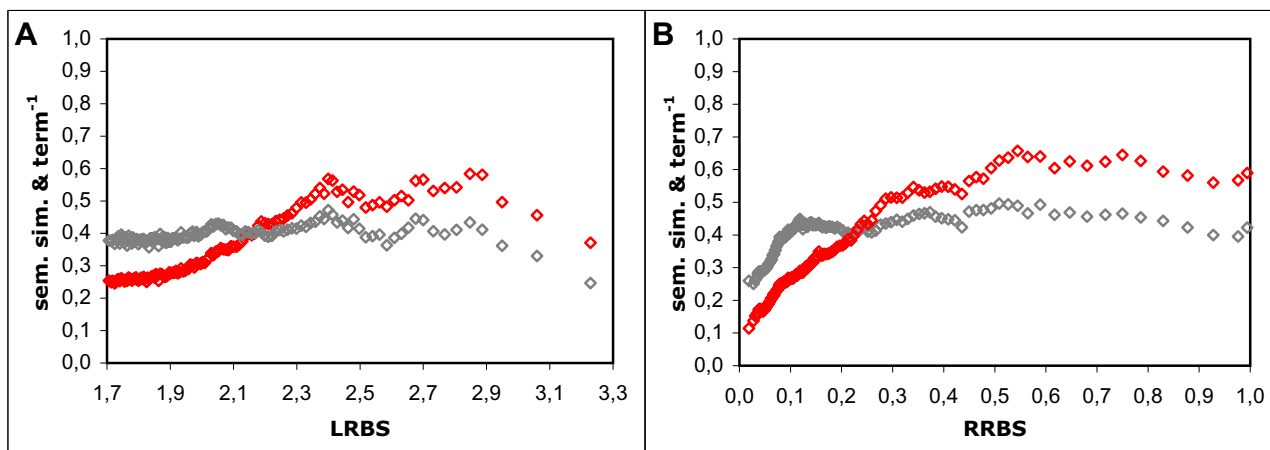 A
sem. sim. & term-1
1,0
0,9
0,8
0,7
0,6
0,5
0,4
0,3
0,2
0,1
0,0
1,7 1,9 2,1 2,3 2,5 2,7 2,9 3,1 3,3
LRBS
B
sem. sim. & term-1
1,0
0,9
0,8
0,7
0,6
0,5
0,4
0,3
0,2
0,1
0,0
0,0 0,1 0,2 0,3 0,4 0,5 0,6 0,7 0,8 0,9 1,0
RRBS